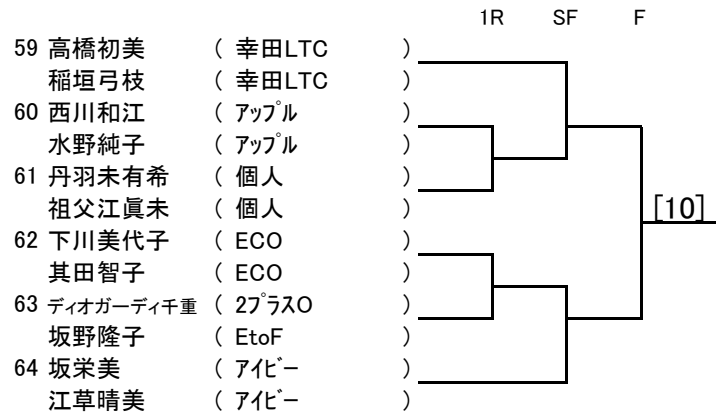 1R SF F
59 高橋初美 ( 幸田LTC )
稲垣弓枝 ( 幸田LTC )
60 西川和江 ( ｱｯﾌﾟﾙ )
水野純子 ( ｱｯﾌﾟﾙ )
61 丹羽未有希 ( 個人 )
祖父江眞未 ( 個人 )
[10]
62 下川美代子 ( ECO )
其田智子 ( ECO )
63 ディオガーディ千重 ( 2ﾌﾟﾗｽO )
坂野隆子 ( EtoF )
64 坂栄美 ( ｱｲﾋﾞｰ )
江草晴美 ( ｱｲﾋﾞｰ )